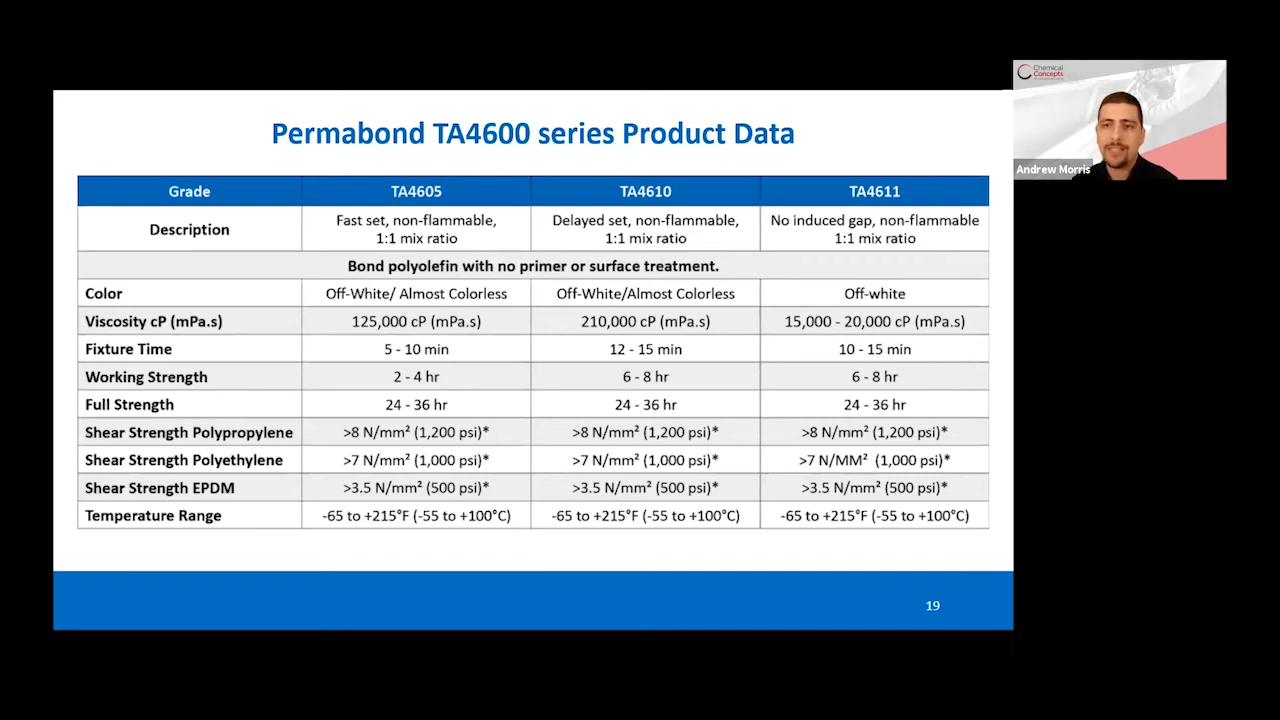 Permabond TA4600 series Product Data
Grade TA4605 TA4610 TA4611
Description Fast set, non-flammable, 1:1 mix ratio Delayed set, non-flammable, 1:1 mix ratio No induced gap, non-flammable 1:1 mix ratio
Bond polyolefin with no primer or surface treatment.
Color Off-White/ Almost Colorless Off-White/Almost Colorless Off-white
Viscosity cP (mPa.s) 125,000 cP (mPa.s) 210,000 cP (mPa.s) 15,000 - 20,000 cP (mPa.s)
Fixture Time 5 - 10 min 12 - 15 min 10 - 15 min
Working Strength 2 - 4 hr 6 - 8 hr 6 - 8 hr
Full Strength 24 - 36 hr 24 - 36 hr 24 - 36 hr
Shear Strength Polypropylene >8 N/mm² (1,200 psi)* >8 N/mm² (1,200 psi)* >8 N/mm² (1,200 psi)*
Shear Strength Polyethylene >7 N/mm² (1,000 psi)* >7 N/mm² (1,000 psi)* >7 N/MM² (1,000 psi)*
Shear Strength EPDM >3.5 N/mm² (500 psi)* >3.5 N/mm² (500 psi)* >3.5 N/mm² (500 psi)*
Temperature Range -65 to +215°F (-55 to +100°C) -65 to +215°F (-55 to +100°C) -65 to +215°F (-55 to +100°C)
19
Chemical
Concepts
Andrew Morris